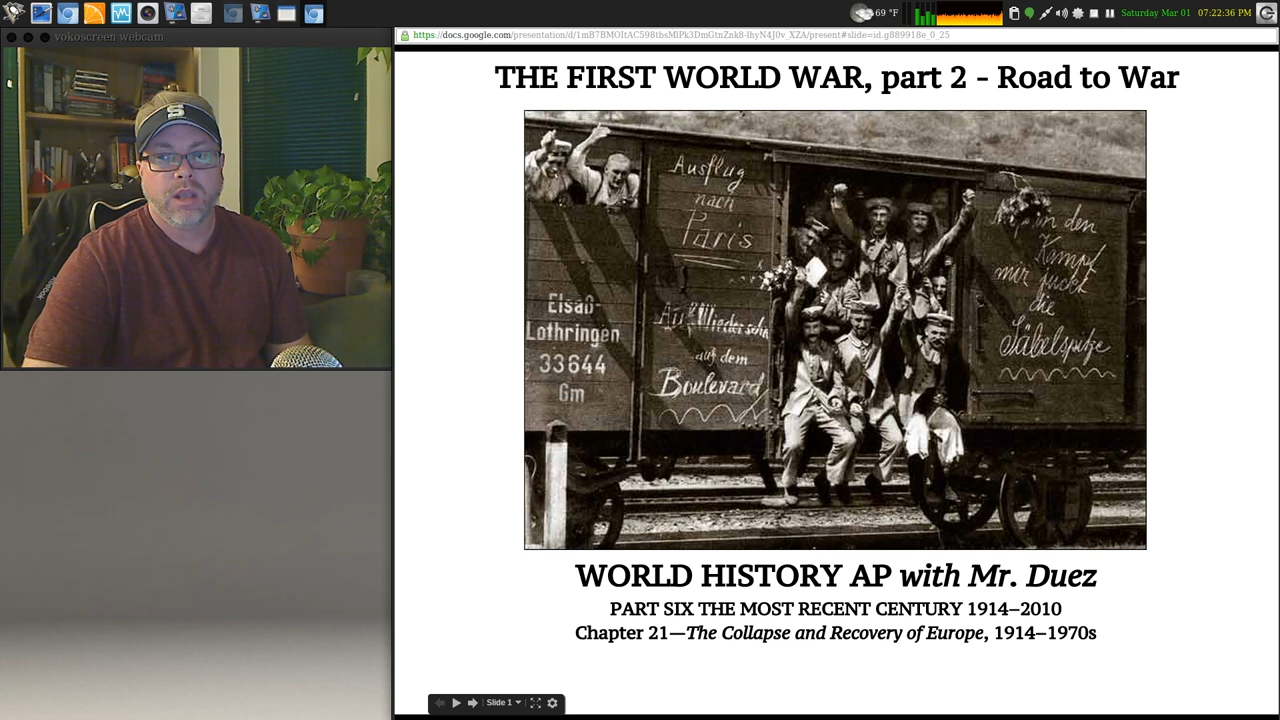 69 °F
Saturday Mar 01
07:22:36 PM
vokoscreen webcam
https://docs.google.com/presentation/d/1mB7BMOItAC598tbsMlPk3DmGtnZnk8-lhyN4J0v_XZA/present#slide=id.g889918e_0_25
THE FIRST WORLD WAR, part 2 - Road to War
S
Ausflug
nach
Paris
Auf Wiedersehn
auf dem
Boulevard
Elsaß-
Lothringen
33644
Gm
in den
Kampf
mir juckt
die
Säbelspitze
WORLD HISTORY AP with Mr. Duez
PART SIX THE MOST RECENT CENTURY 1914–2010
Chapter 21—The Collapse and Recovery of Europe, 1914–1970s
Slide 1